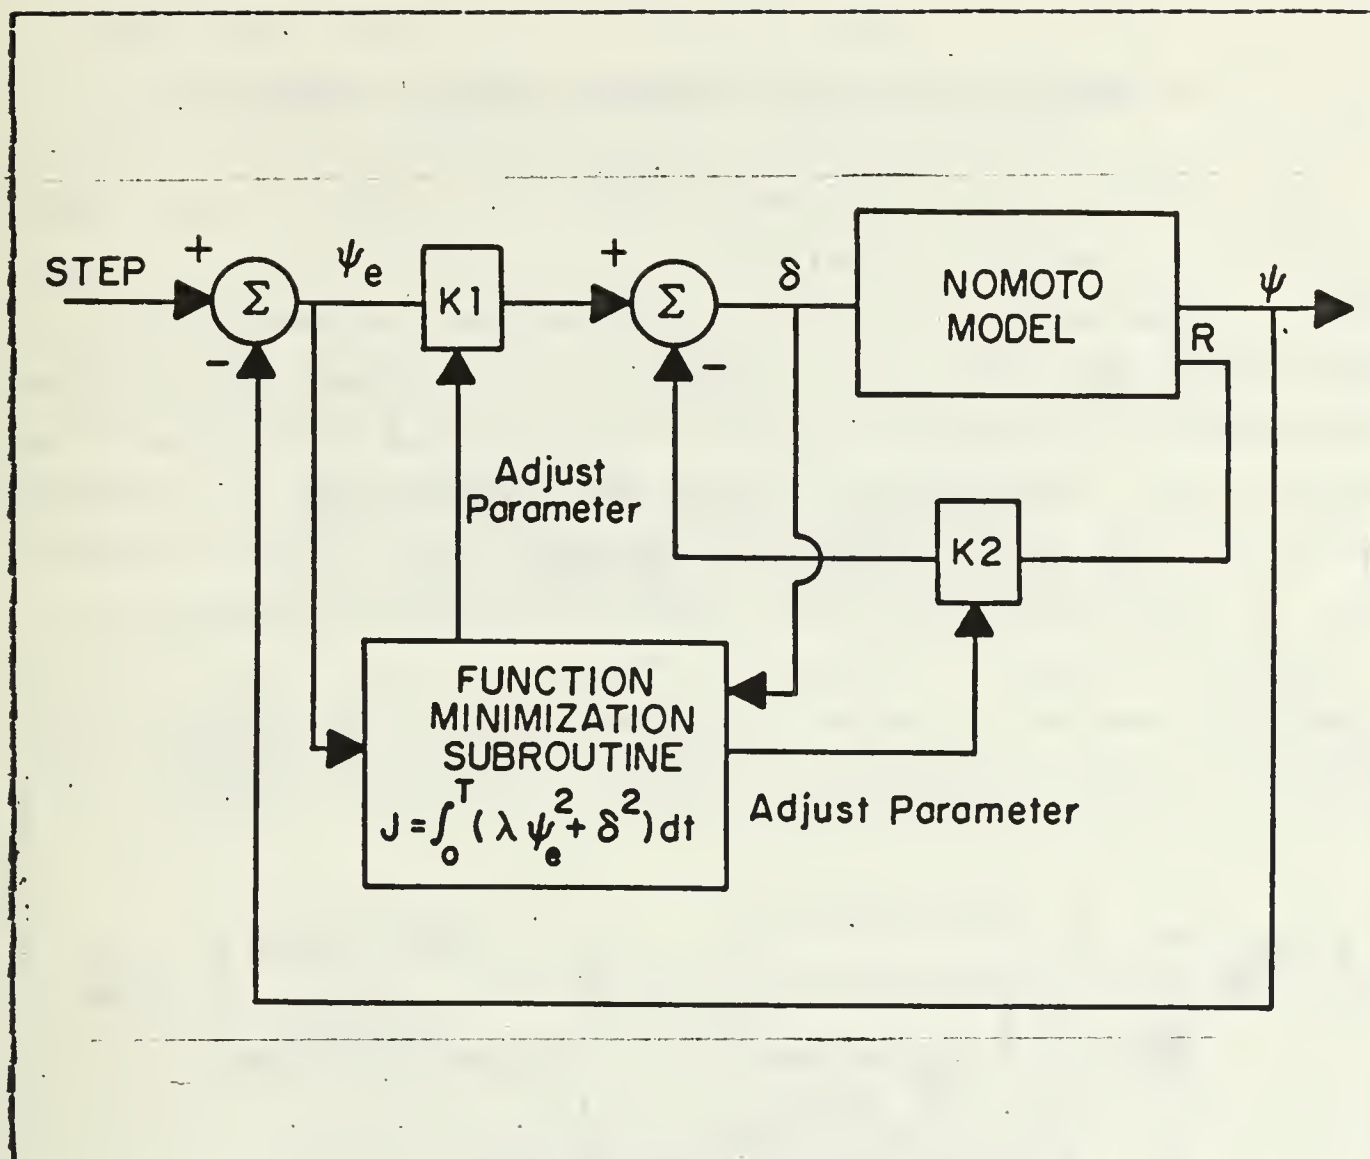 STEP
+
Σ
-
ψe
K1
+
Σ
-
δ
NOMOTO
MODEL
ψ
R
Adjust
Parameter
K2
FUNCTION
MINIMIZATION
SUBROUTINE
J = ∫₀ᵀ (λ ψₑ² + δ²) dt
Adjust Parameter